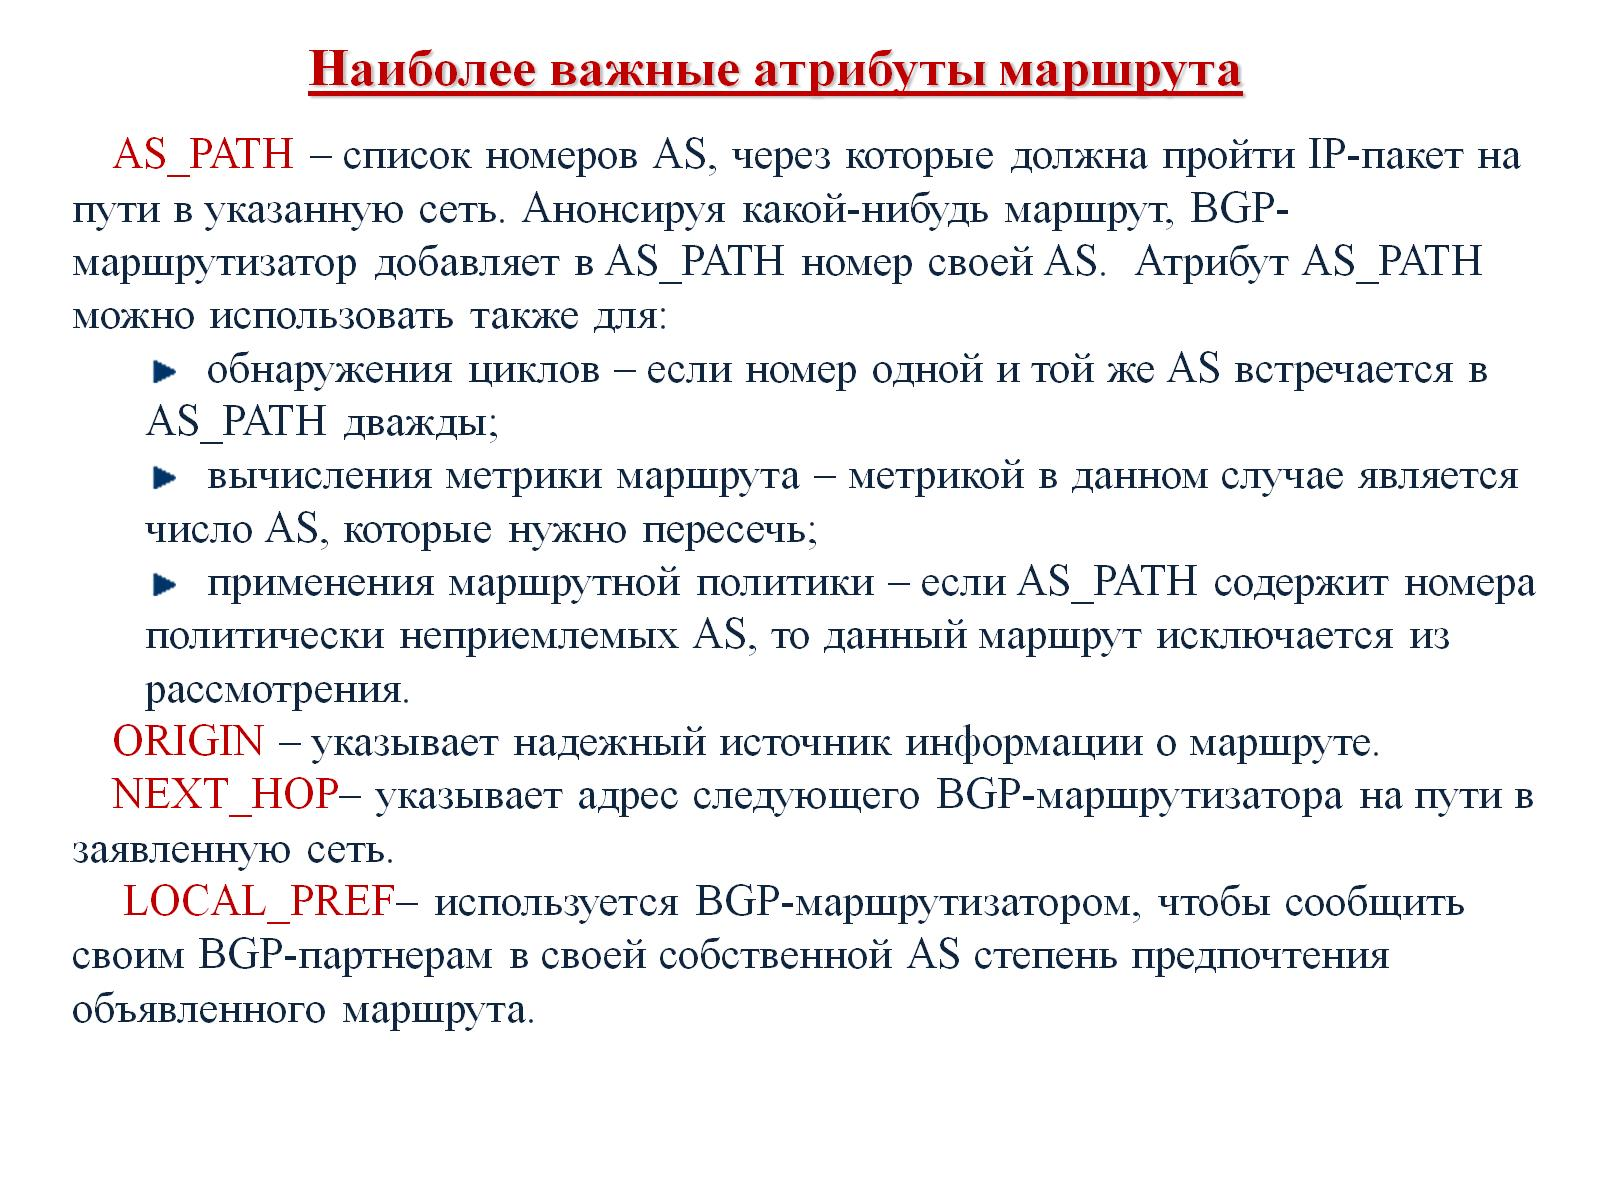 Наиболее важные атрибуты маршрута
AS_PATH – список номеров AS, через которые должна пройти IP-пакет на
пути в указанную сеть. Анонсируя какой-нибудь маршрут, BGP-
маршрутизатор добавляет в AS_PATH номер своей AS. Атрибут AS_PATH
можно использовать также для:
обнаружения циклов – если номер одной и той же AS встречается в
AS_PATH дважды;
вычисления метрики маршрута – метрикой в данном случае является
число AS, которые нужно пересечь;
применения маршрутной политики – если AS_PATH содержит номера
политически неприемлемых AS, то данный маршрут исключается из
рассмотрения.
ORIGIN – указывает надежный источник информации о маршруте.
NEXT_HOP– указывает адрес следующего BGP-маршрутизатора на пути в
заявленную сеть.
LOCAL_PREF– используется BGP-маршрутизатором, чтобы сообщить
своим BGP-партнерам в своей собственной AS степень предпочтения
объявленного маршрута.